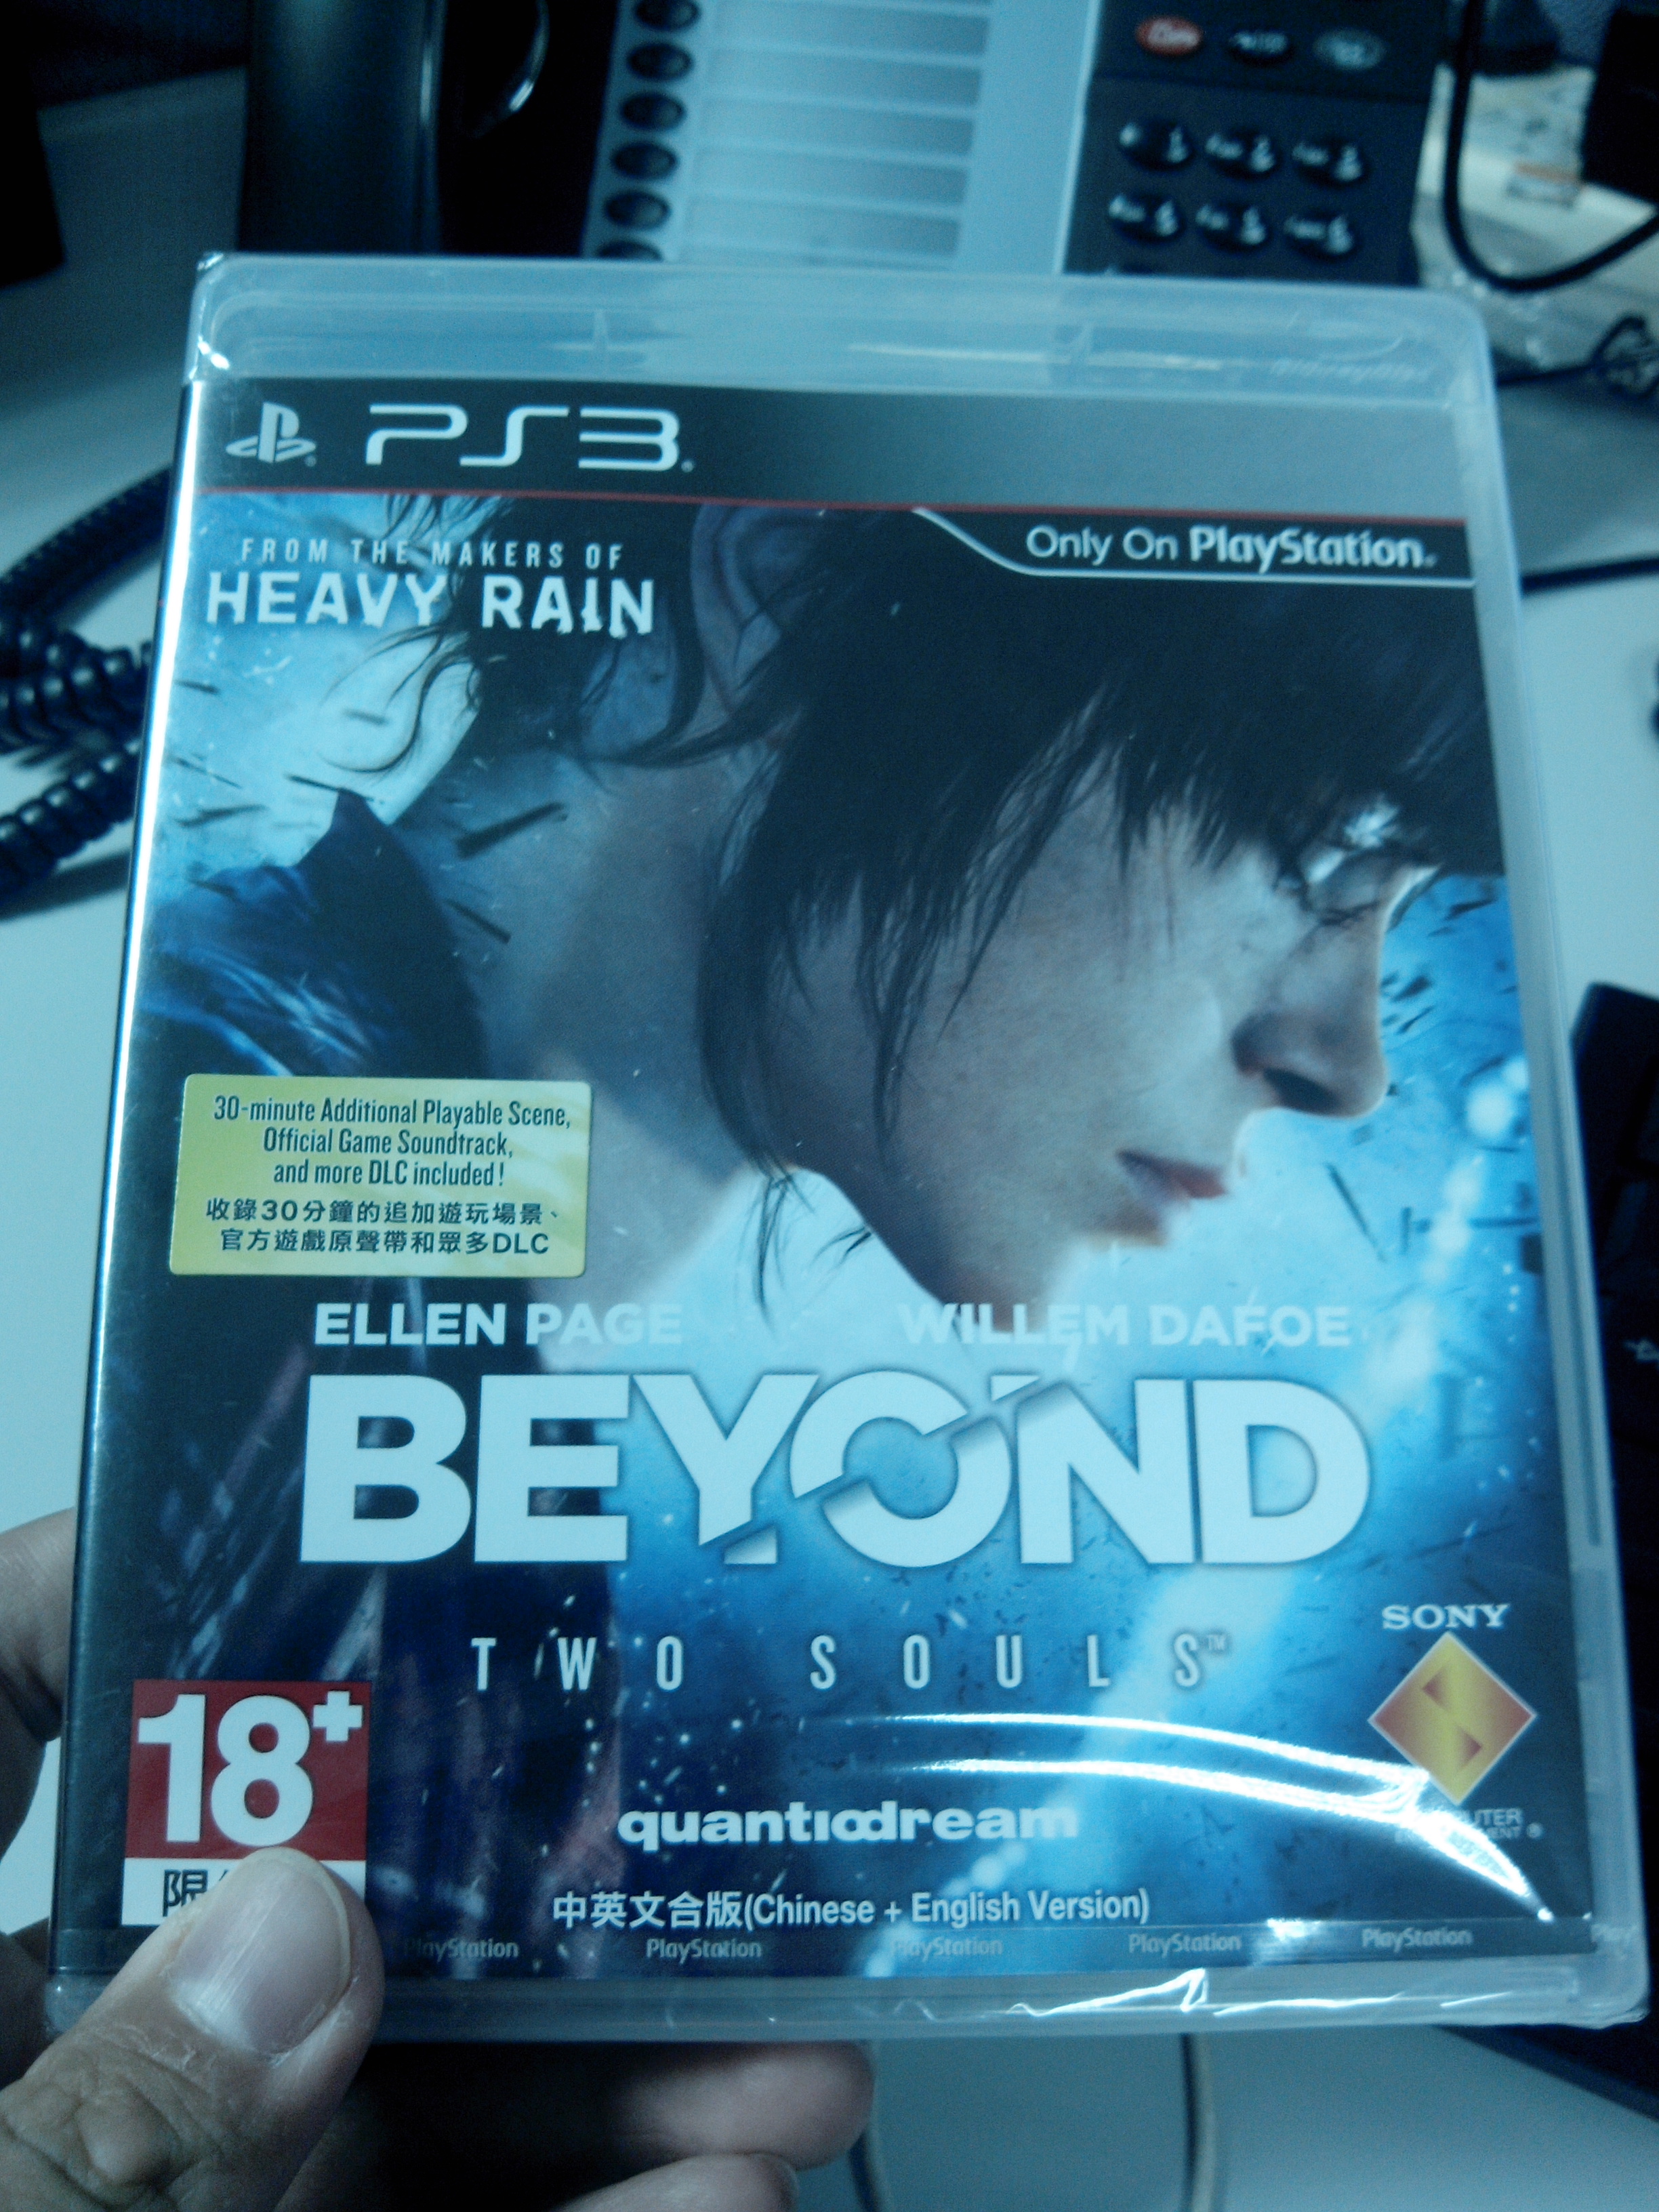 PS3
FROM THE MAKERS OF
HEAVY RAIN
Only On PlayStation
30-minute Additional Playable Scene,
Official Game Soundtrack,
and more DLC included!
收錄30分鐘的追加遊玩場景、
官方遊戲原聲帶和眾多DLC
ELLEN PAGE WILLEM DAFOE
BEYOND
TWO SOULS™
SONY
18+
限
quanticdream
中英文合版(Chinese + English Version)
PlayStation PlayStation PlayStation PlayStation PlayStation